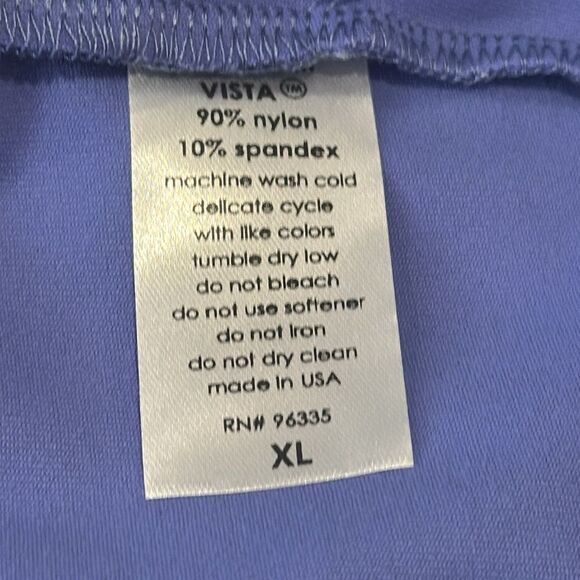 VISTA™
90% nylon
10% spandex
machine wash cold
delicate cycle
with like colors
tumble dry low
do not bleach
do not use softener
do not iron
do not dry clean
made in USA
RN# 96335
XL